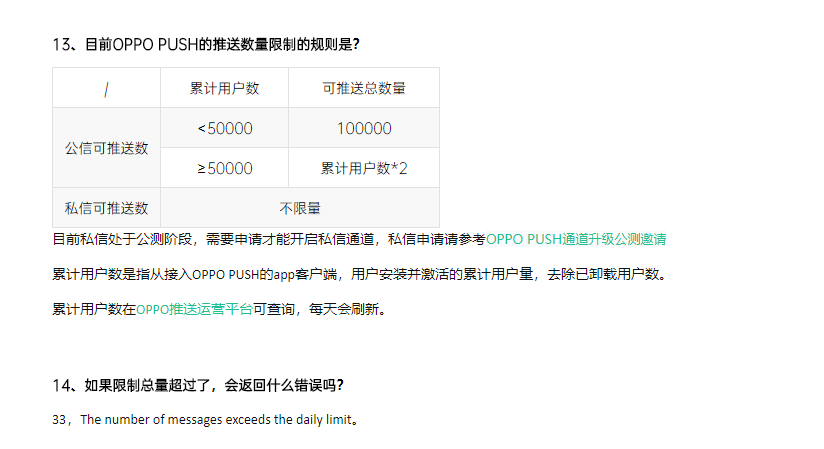 13、目前OPPO PUSH的推送数量限制的规则是？
/ 累计用户数 可推送总数量
公信可推送数 <50000 100000
≥50000 累计用户数*2
私信可推送数 不限量
目前私信处于公测阶段，需要申请才能开启私信通道，私信申请请参考OPPO PUSH通道升级公测邀请
累计用户数是指从接入OPPO PUSH的app客户端，用户安装并激活的累计用户量，去除已卸载用户数。
累计用户数在OPPO推送运营平台可查询，每天会刷新。
14、如果限制总量超过了，会返回什么错误吗？
33，The number of messages exceeds the daily limit。